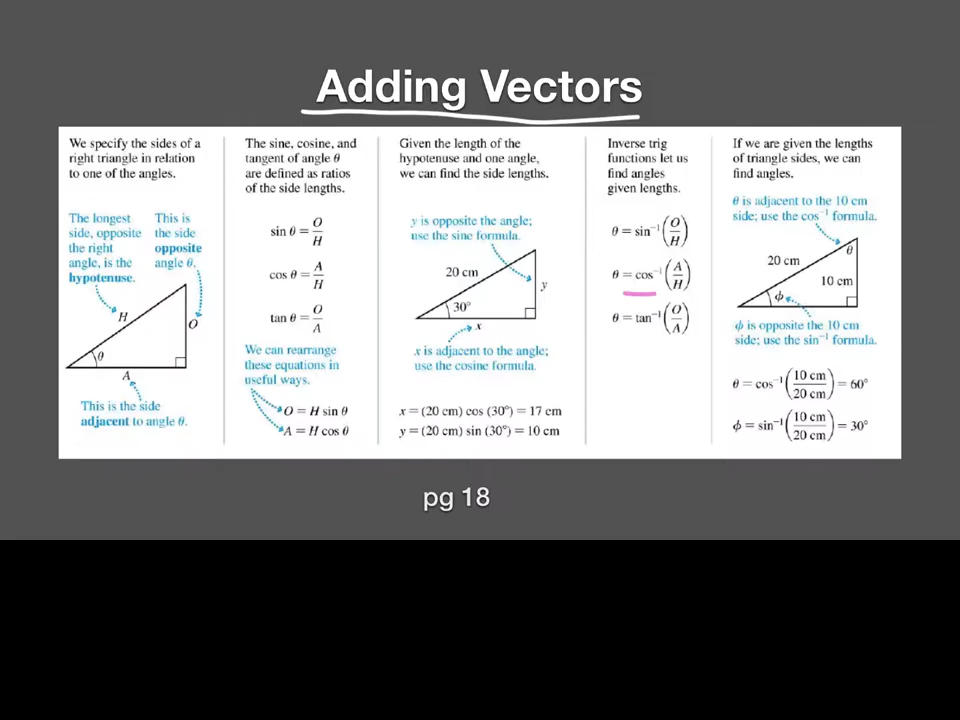 Adding Vectors
We specify the sides of a
right triangle in relation
to one of the angles.
The longest
side, opposite
the right
angle, is the
hypotenuse.
This is
the side
opposite
angle θ.
H
O
θ
A
This is the side
adjacent to angle θ.
The sine, cosine, and
tangent of angle θ
are defined as ratios
of the side lengths.
sin θ = O/H
cos θ = A/H
tan θ = O/A
We can rearrange
these equations in
useful ways.
O = H sin θ
A = H cos θ
Given the length of the
hypotenuse and one angle,
we can find the side lengths.
y is opposite the angle;
use the sine formula.
20 cm
y
30°
x
x is adjacent to the angle;
use the cosine formula.
x = (20 cm) cos (30°) = 17 cm
y = (20 cm) sin (30°) = 10 cm
Inverse trig
functions let us
find angles
given lengths.
θ = sin⁻¹(O/H)
θ = cos⁻¹(A/H)
θ = tan⁻¹(O/A)
If we are given the lengths
of triangle sides, we can
find angles.
θ is adjacent to the 10 cm
side; use the cos⁻¹ formula.
θ
20 cm
10 cm
ϕ
ϕ is opposite the 10 cm
side; use the sin⁻¹ formula.
θ = cos⁻¹(10 cm/20 cm) = 60°
ϕ = sin⁻¹(10 cm/20 cm) = 30°
pg 18